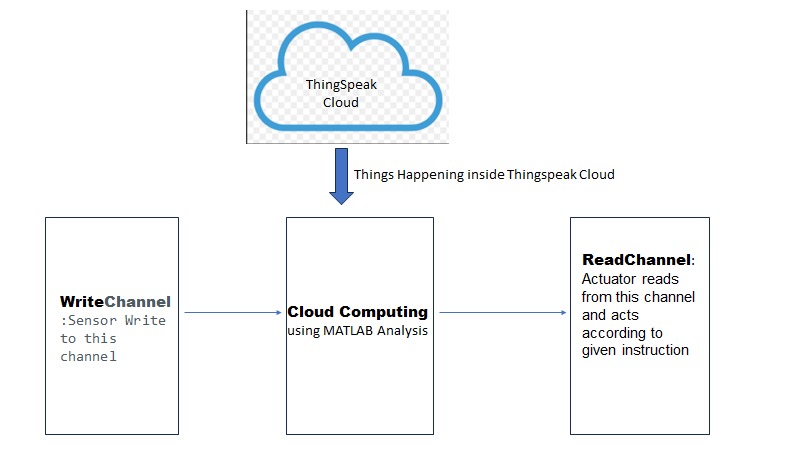 ThingSpeak
Cloud
Things Happening inside Thingspeak Cloud
WriteChannel
:Sensor Write
to this
channel
Cloud Computing
using MATLAB Analysis
ReadChannel:
Actuator reads
from this channel
and acts
according to
given instruction